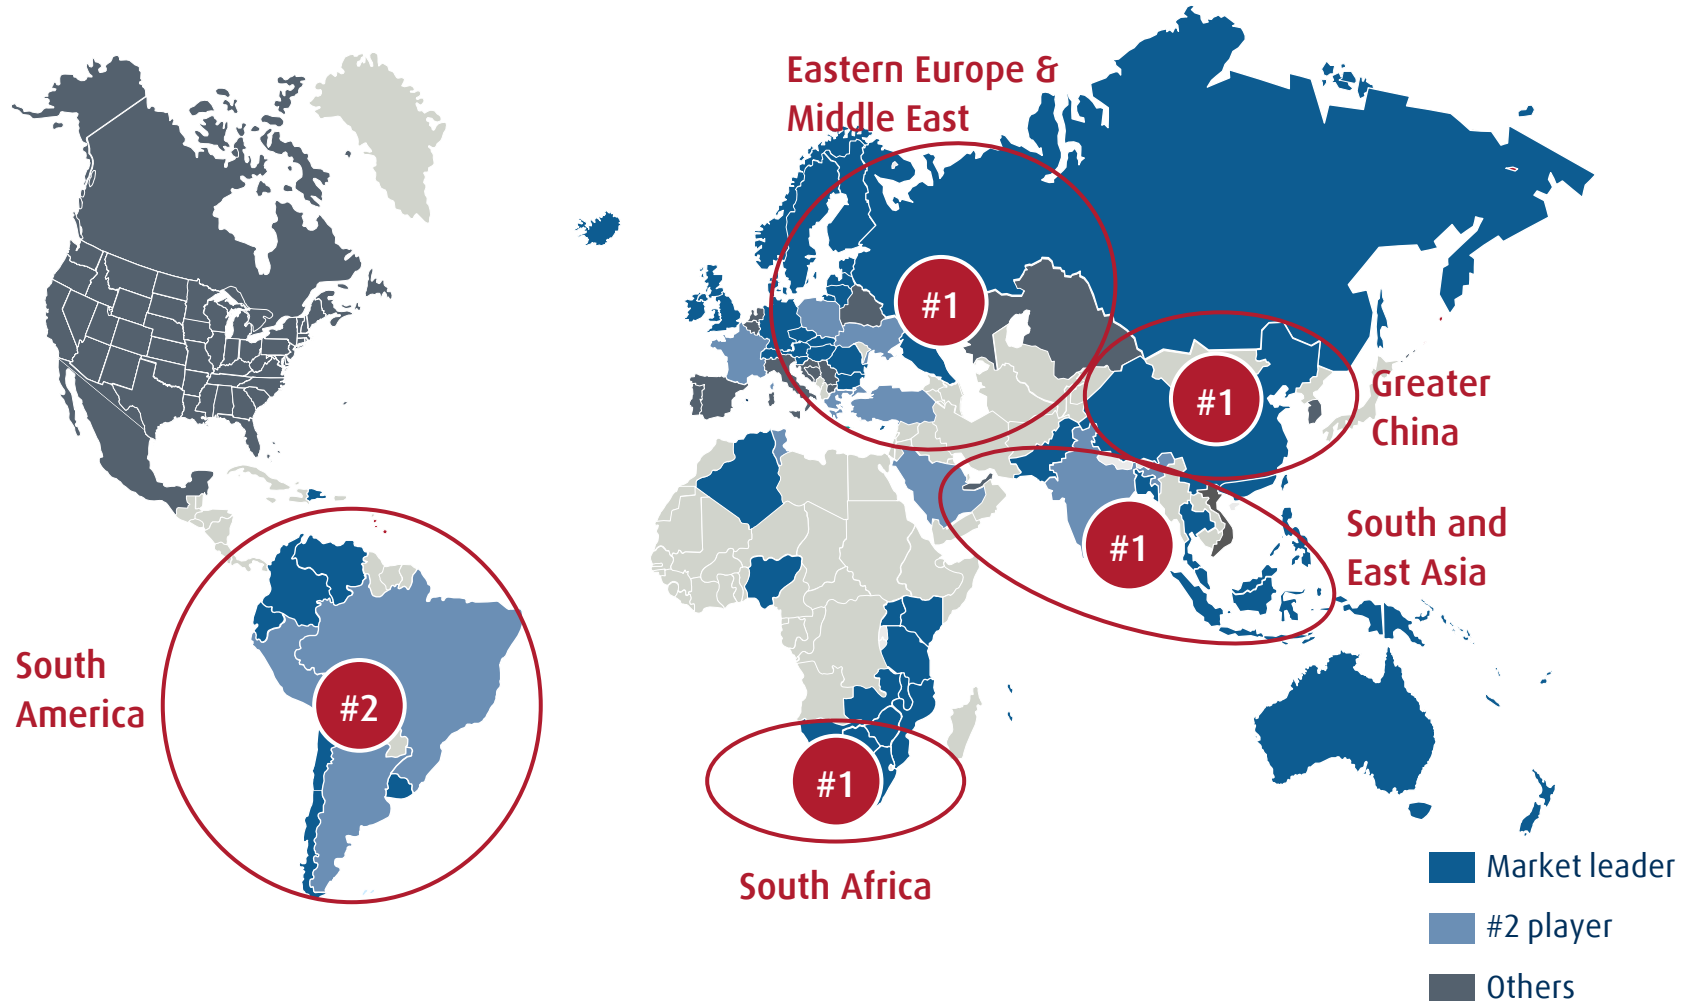 Eastern Europe &
Middle East
#1
#1
Greater
China
South and
East Asia
#1
South
America
#2
#1
South Africa
Market leader
#2 player
Others